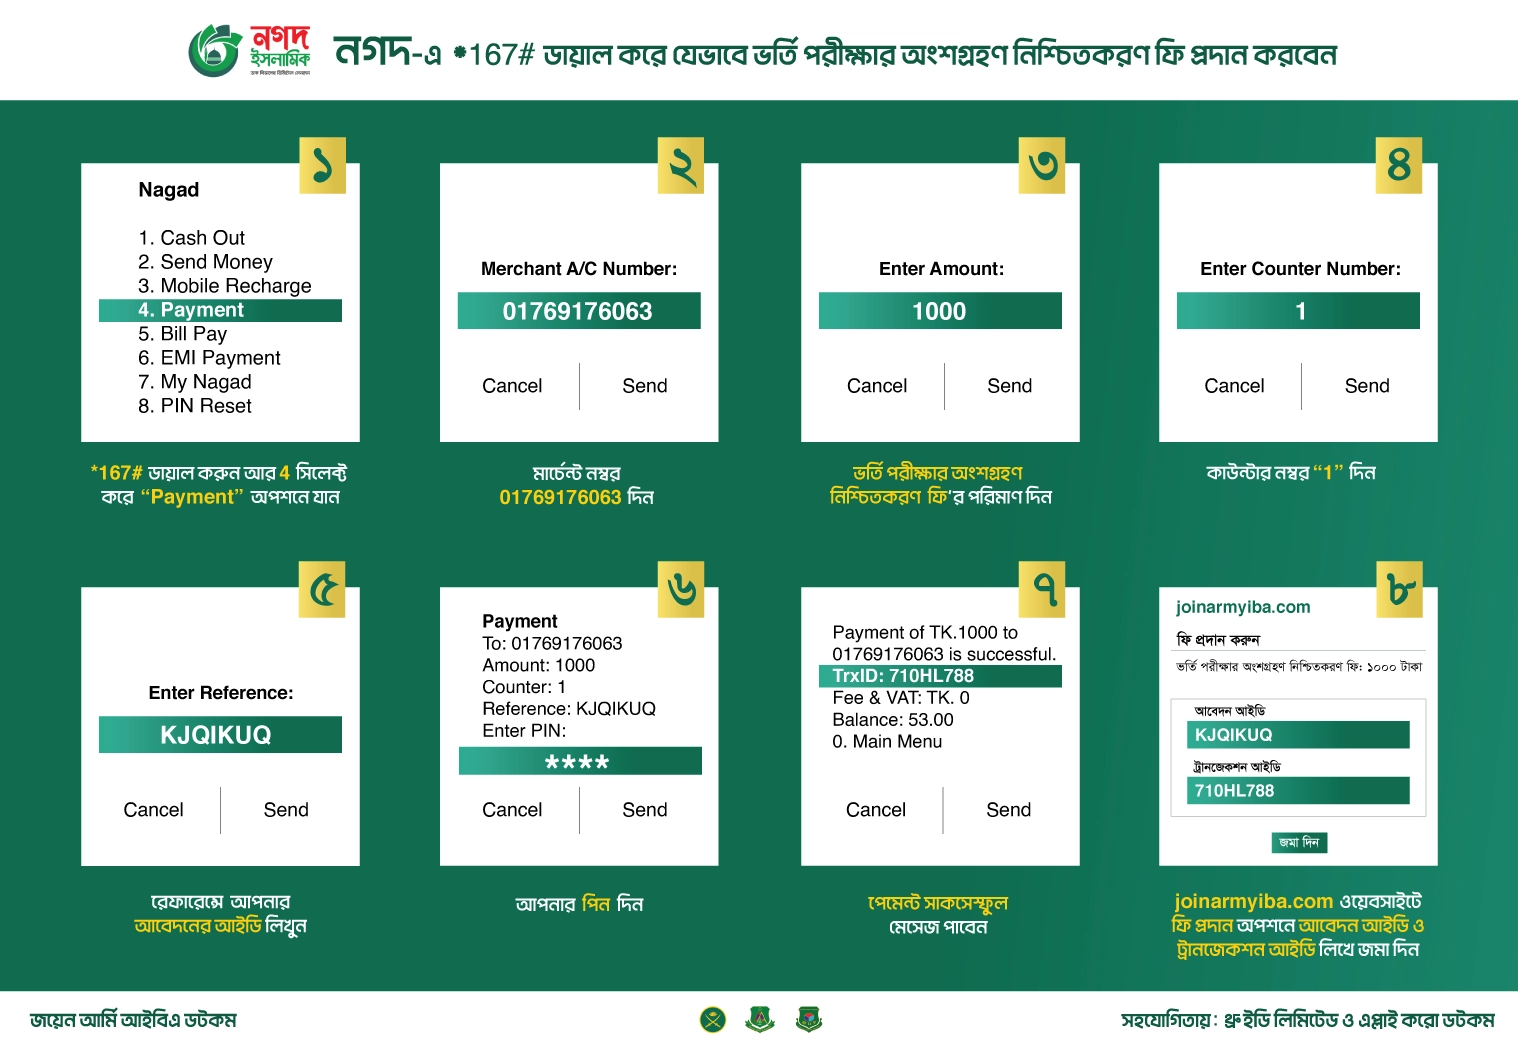 নগদ
ইসলামিক
নগদ-এ *167# ডায়াল করে যেভাবে ভর্তি পরীক্ষার অংশগ্রহণ নিশ্চিতকরণ ফি প্রদান করবেন
১
Nagad
1. Cash Out
2. Send Money
3. Mobile Recharge
4. Payment
5. Bill Pay
6. EMI Payment
7. My Nagad
8. PIN Reset
*167# ডায়াল করুন আর 4 সিলেক্ট
করে “Payment” অপশনে যান
২
Merchant A/C Number:
01769176063
Cancel
Send
মার্চেন্ট নম্বর
01769176063 দিন
৩
Enter Amount:
1000
Cancel
Send
ভর্তি পরীক্ষার অংশগ্রহণ
নিশ্চিতকরণ ফি'র পরিমাণ দিন
৪
Enter Counter Number:
1
Cancel
Send
কাউন্টার নম্বর “1” দিন
৫
Enter Reference:
KJQIKUQ
Cancel
Send
রেফারেন্সে আপনার
আবেদনের আইডি লিখুন
৬
Payment
To: 01769176063
Amount: 1000
Counter: 1
Reference: KJQIKUQ
Enter PIN:
****
Cancel
Send
আপনার পিন দিন
৭
Payment of TK.1000 to
01769176063 is successful.
TrxID: 710HL788
Fee & VAT: TK. 0
Balance: 53.00
0. Main Menu
Cancel
Send
পেমেন্ট সাকসেস্ফুল
মেসেজ পাবেন
৮
joinarmyiba.com
ফি প্রদান করুন
ভর্তি পরীক্ষার অংশগ্রহণ নিশ্চিতকরণ ফি: ১০০০ টাকা
আবেদন আইডি
KJQIKUQ
ট্রানজেকশন আইডি
710HL788
জমা দিন
joinarmyiba.com ওয়েবসাইটে
ফি প্রদান অপশনে আবেদন আইডি ও
ট্রানজেকশন আইডি লিখে জমা দিন
জয়েন আর্মি আইবিএ ডটকম
সহযোগিতায়: থ্রু ইডি লিমিটেড ও এপ্লাই করো ডটকম